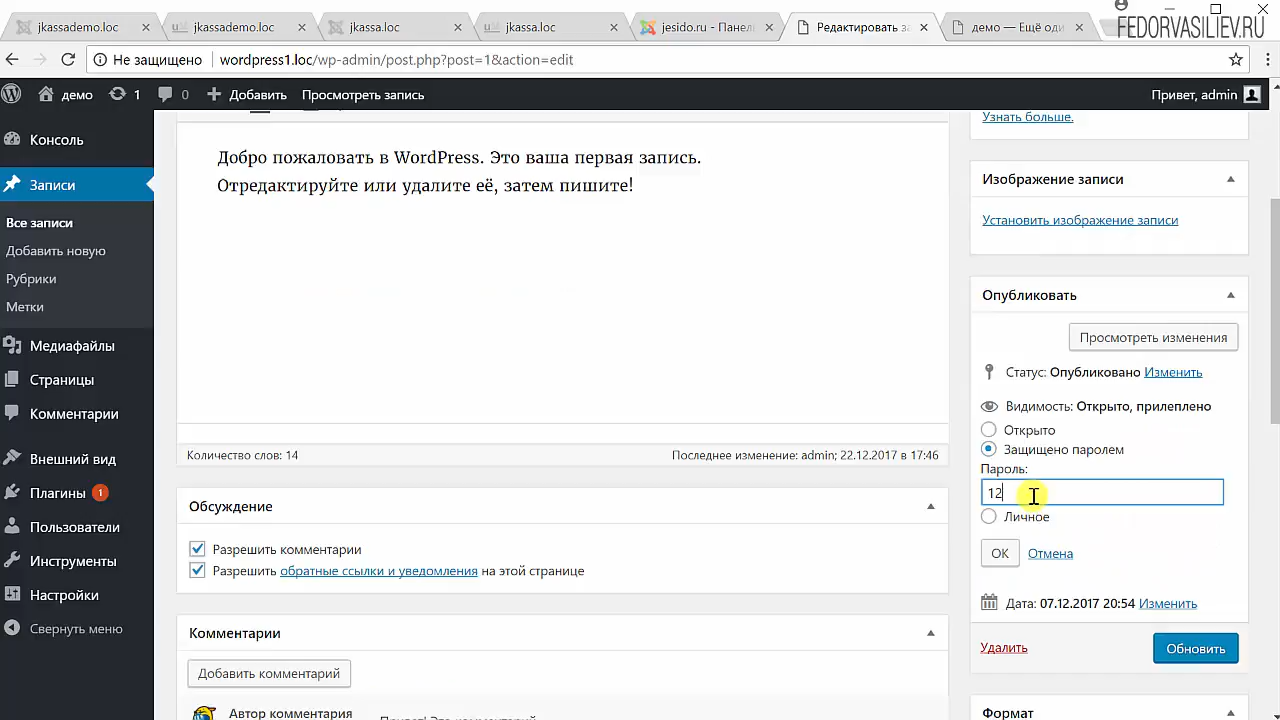 jkassademo.loc
jkassademo.loc
jkassa.loc
jkassa.loc
jesido.ru - Панел
Редактировать за
демо — Ещё оди
FEDORVASILIEV.RU
Не защищено
wordpress1.loc/wp-admin/post.php?post=1&action=edit
демо
1
0
Добавить
Просмотреть запись
Привет, admin
Консоль
Записи
Все записи
Добавить новую
Рубрики
Метки
Медиафайлы
Страницы
Комментарии
Внешний вид
Плагины 1
Пользователи
Инструменты
Настройки
Свернуть меню
Добро пожаловать в WordPress. Это ваша первая запись.
Отредактируйте или удалите её, затем пишите!
Количество слов: 14
Последнее изменение: admin; 22.12.2017 в 17:46
Обсуждение
Разрешить комментарии
Разрешить обратные ссылки и уведомления на этой странице
Комментарии
Добавить комментарий
Автор комментария
Привет! Это комментарий.
Узнать больше.
Изображение записи
Установить изображение записи
Опубликовать
Просмотреть изменения
Статус: Опубликовано Изменить
Видимость: Открыто, прилеплено
Открыто
Защищено паролем
Пароль:
12
Личное
ОК
Отмена
Дата: 07.12.2017 20:54 Изменить
Удалить
Обновить
Формат